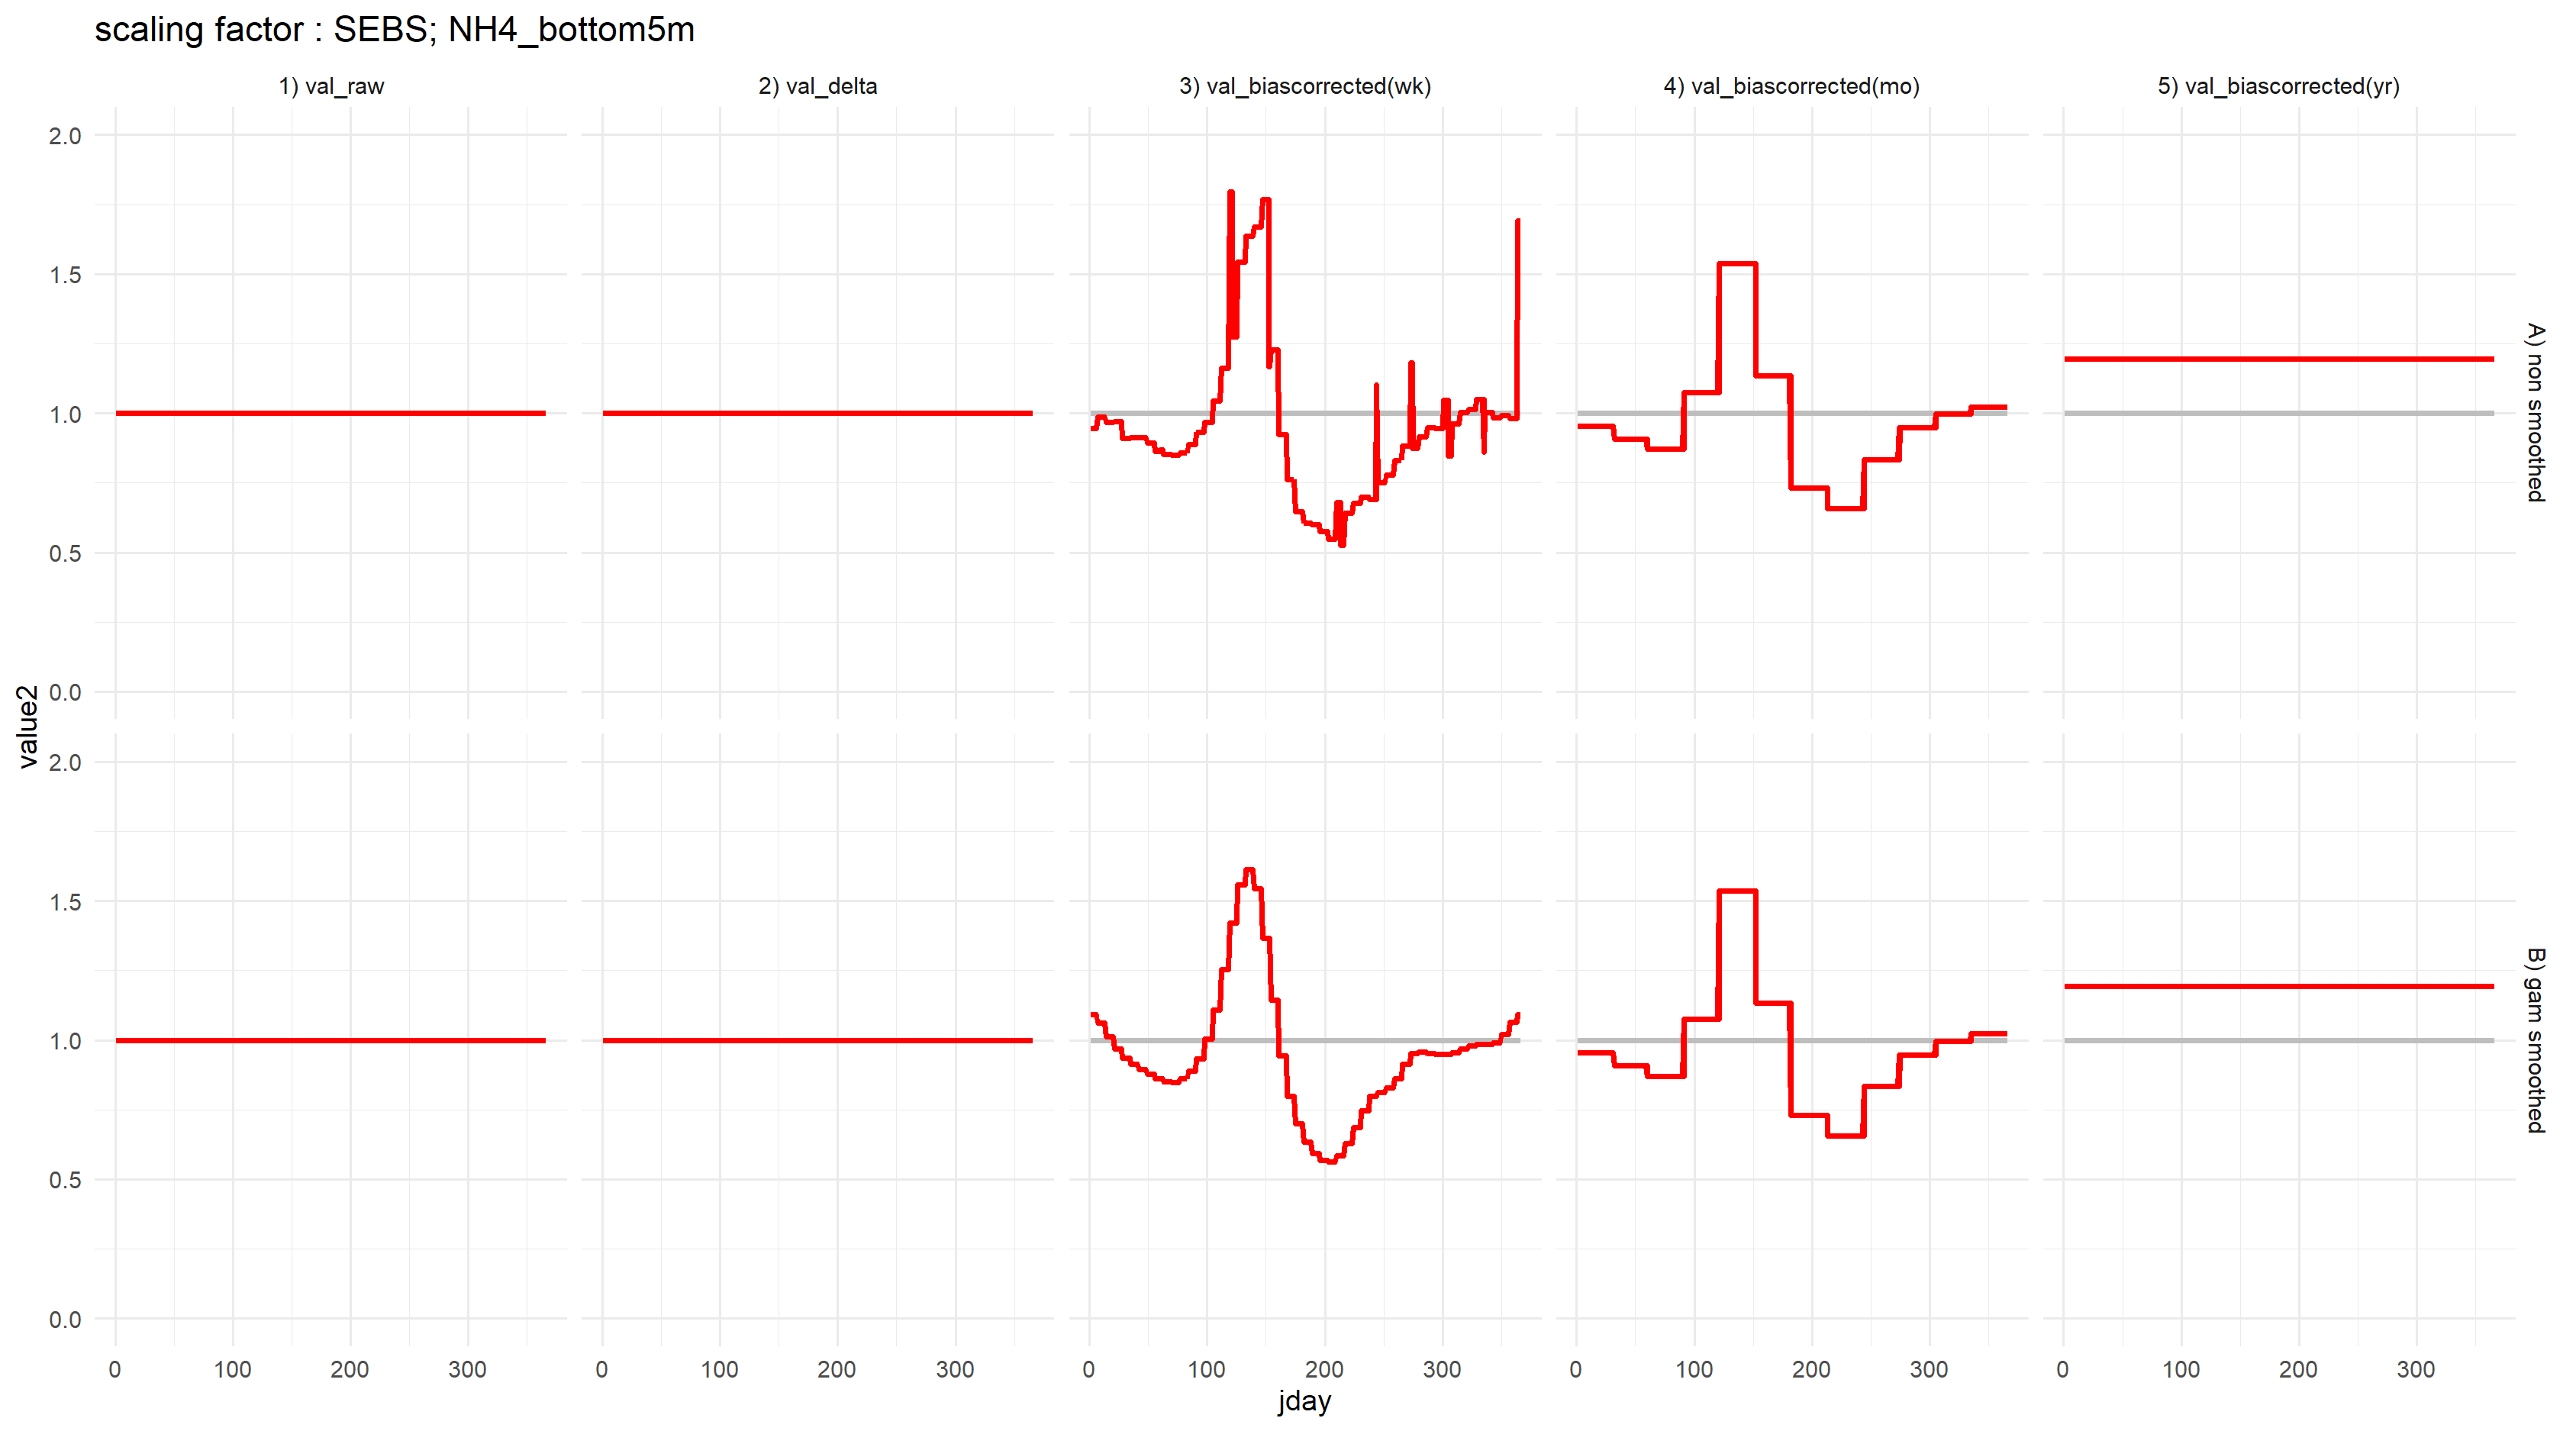 scaling factor : SEBS; NH4_bottom5m
1) val_raw
2) val_delta
3) val_biascorrected(wk)
4) val_biascorrected(mo)
5) val_biascorrected(yr)
2.0
1.5
1.0
0.5
0.0
A) non smoothed
value2
2.0
1.5
1.0
0.5
0.0
B) gam smoothed
0 100 200 300
0 100 200 300
0 100 200 300
0 100 200 300
0 100 200 300
jday